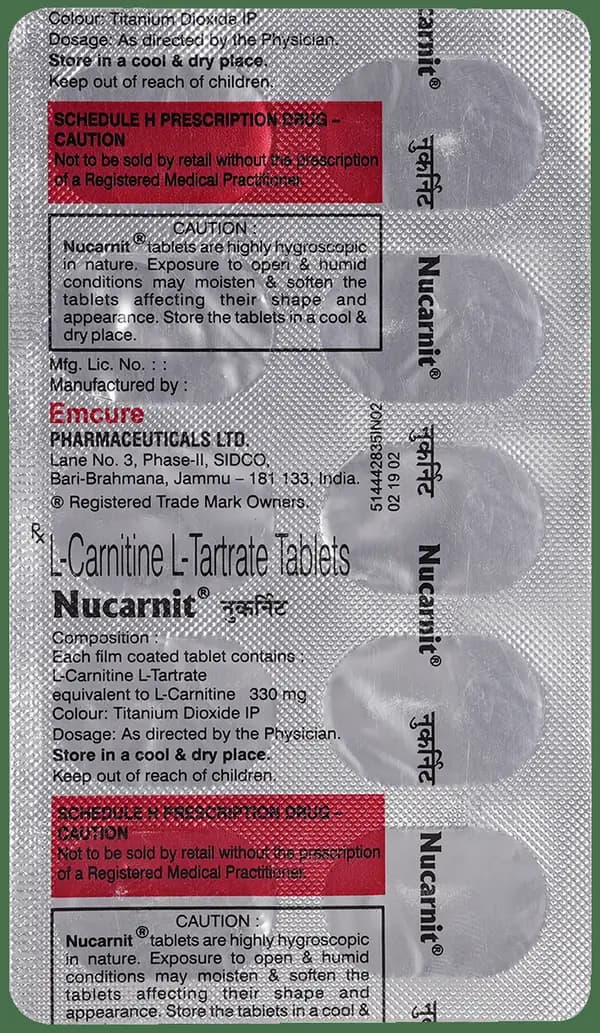 Colour: Titanium Dioxide IP
Dosage: As directed by the Physician.
Store in a cool & dry place.
Keep out of reach of children.
SCHEDULE H PRESCRIPTION DRUG –
CAUTION
Not to be sold by retail without the prescription
of a Registered Medical Practitioner.
CAUTION :
Nucarnit® tablets are highly hygroscopic
in nature. Exposure to open & humid
conditions may moisten & soften the
tablets affecting their shape and
appearance. Store the tablets in a cool &
dry place.
Mfg. Lic. No. : :
Manufactured by :
Emcure
PHARMACEUTICALS LTD.
Lane No. 3, Phase-II, SIDCO,
Bari-Brahmana, Jammu – 181 133, India.
® Registered Trade Mark Owners.
Rx
L-Carnitine L-Tartrate Tablets
Nucarnit® नुकर्निट
Composition :
Each film coated tablet contains :
L-Carnitine L-Tartrate
equivalent to L-Carnitine 330 mg
Colour: Titanium Dioxide IP
Dosage: As directed by the Physician.
Store in a cool & dry place.
Keep out of reach of children.
SCHEDULE H PRESCRIPTION DRUG –
CAUTION
Not to be sold by retail without the prescription
of a Registered Medical Practitioner.
CAUTION :
Nucarnit® tablets are highly hygroscopic
in nature. Exposure to open & humid
conditions may moisten & soften the
tablets affecting their shape and
appearance. Store the tablets in a cool &
514442835IN02
02 19 02
Nucarnit®
नुकर्निट
Nucarnit®
नुकर्निट
Nucarnit®
नुकर्निट
Nucarnit®